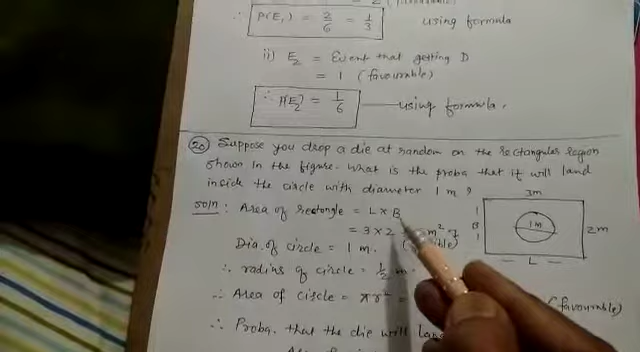 ∴ P(E₁) = 2/6 = 1/3 using formula
ii) E₂ = Event that getting D
= 1 (favourable)
∴ P(E₂) = 1/6 — using formula.
20 Suppose you drop a die at random on the rectangular region
shown in the figure. What is the proba that it will land
inside the circle with diameter 1 m?
Soln: Area of rectangle = L × B
= 3 × 2 m²
3m
1m
B
2m
L
Dia. of circle = 1 m.
∴ radius of circle = 1/2 m.
∴ Area of circle = πr² = (favourable)
∴ Proba. that the die will